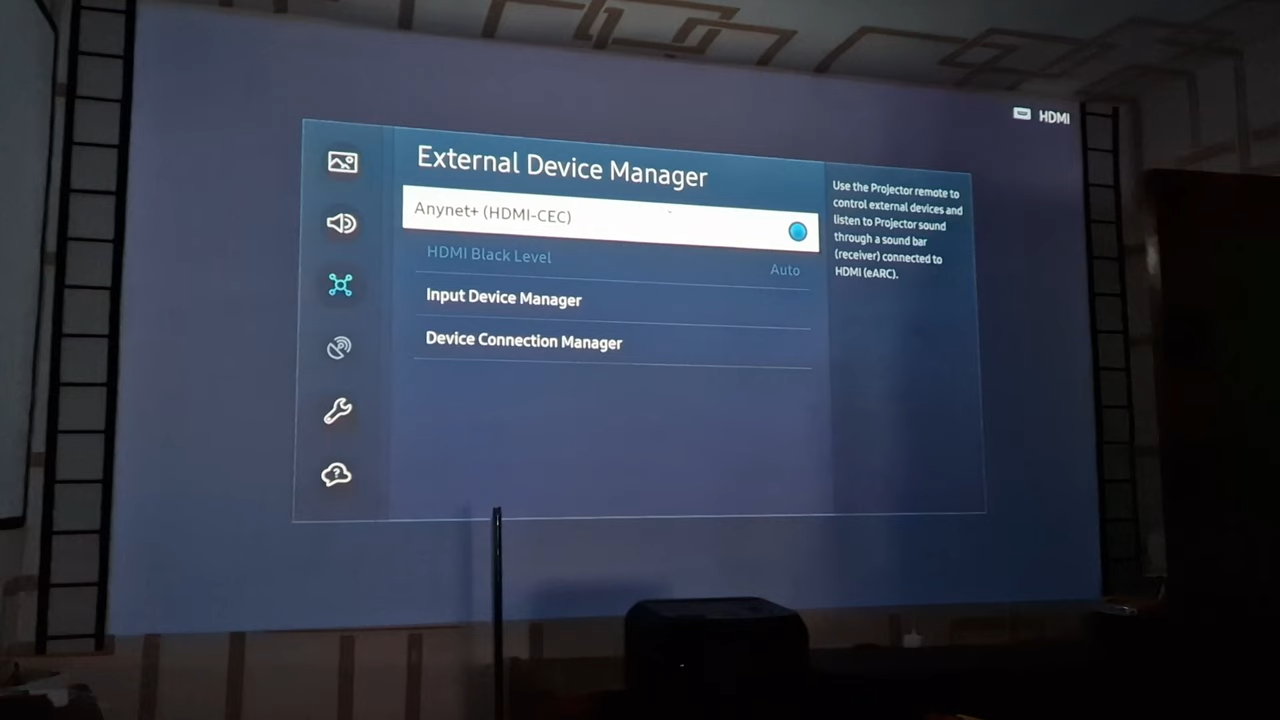 HDMI
External Device Manager
Anynet+ (HDMI-CEC)
HDMI Black Level
Auto
Input Device Manager
Device Connection Manager
Use the Projector remote to
control external devices and
listen to Projector sound
through a sound bar
(receiver) connected to
HDMI (eARC).
?